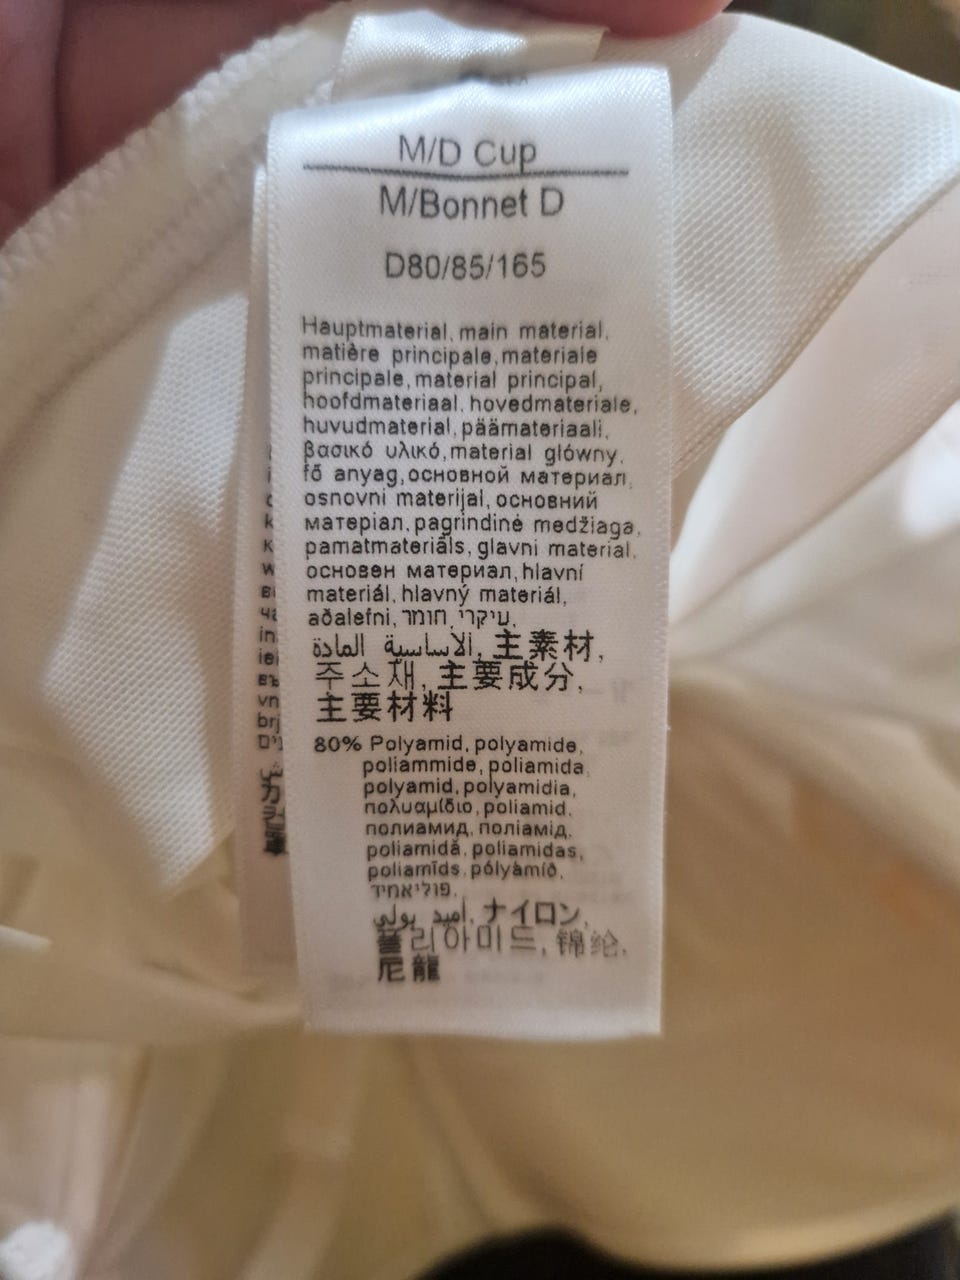 M/D Cup
M/Bonnet D
D80/85/165
Hauptmaterial, main material,
matière principale, materiale
principale, material principal,
hoofdmateriaal, hovedmateriale,
huvudmaterial, päämateriaali,
βασικό υλικό, material glówny,
fő anyag, основной материал,
osnovni materijal, основний
матеріал, pagrindinė medžiaga,
pamatmateriāls, glavni material,
основен материал, hlavní
materiál, hlavný materiál,
aðalefni, עיקרי חומר,
الأساسية المادة, 主素材,
주소재, 主要成分,
主要材料
80% Polyamid, polyamide,
poliammide, poliamida,
polyamid, polyamidia,
πολυαμίδιο, poliamid,
полиамид, поліамід,
poliamidă, poliamidas,
poliamīds, pólýamíð,
פוליאמיד,
اميد بولي, ナイロン,
리아미드, 锦纶,
尼龍